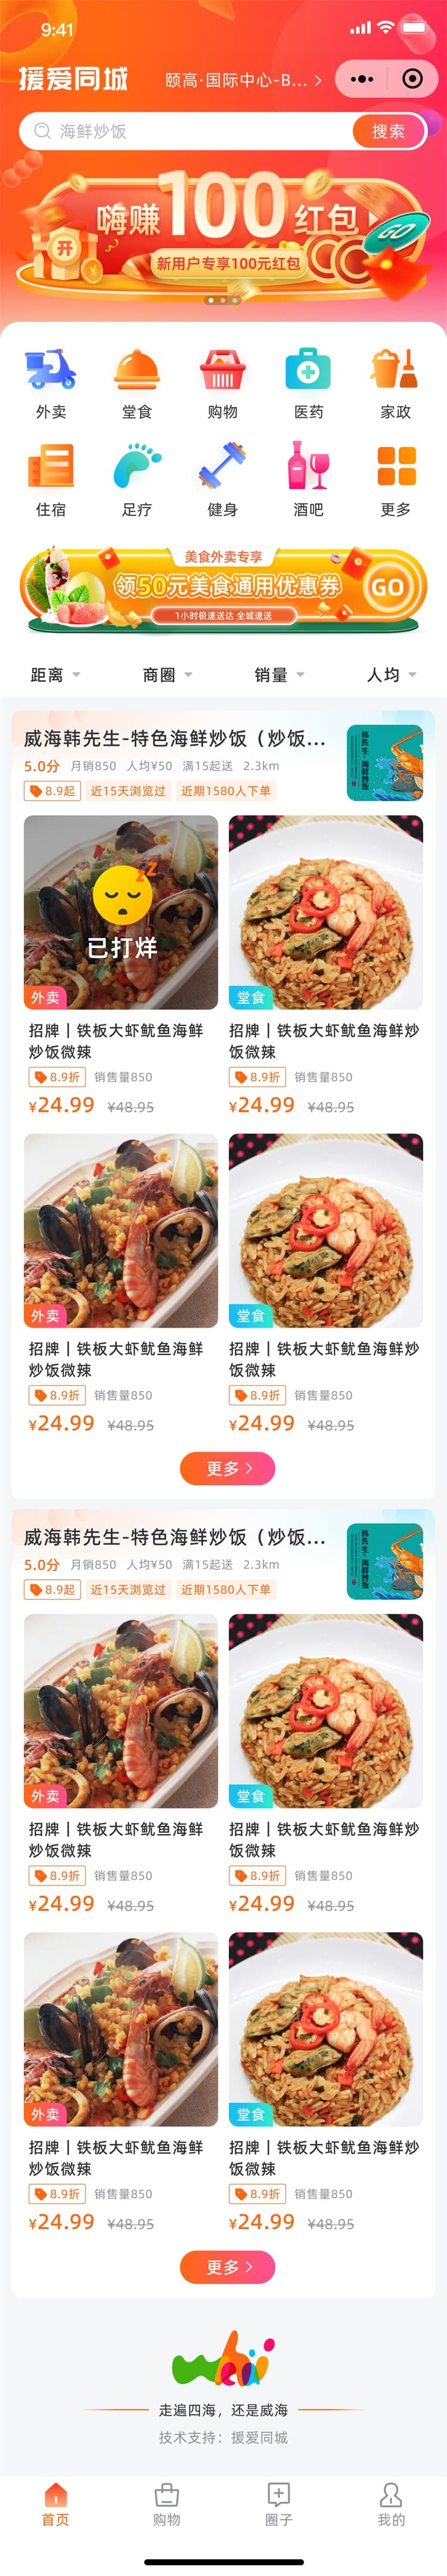 9:41
援爱同城
颐高·国际中心-B... >
海鲜炒饭
搜索
嗨赚100红包
开
GO
新用户专享100元红包
外卖
堂食
购物
医药
家政
住宿
足疗
健身
酒吧
更多
美食外卖专享
领50元美食通用优惠券
GO
1小时极速送达 全城速送
距离
商圈
销量
人均
威海韩先生-特色海鲜炒饭（炒饭...
5.0分 月销850 人均¥50 满15起送 2.3km
8.9起 近15天浏览过 近期1580人下单
韩先生·海鲜炒饭
已打烊
外卖
堂食
招牌丨铁板大虾鱿鱼海鲜
炒饭微辣
8.9折 销售量850
¥24.99 ¥48.95
招牌丨铁板大虾鱿鱼海鲜炒
饭微辣
8.9折 销售量850
¥24.99 ¥48.95
外卖
堂食
招牌丨铁板大虾鱿鱼海鲜
炒饭微辣
8.9折 销售量850
¥24.99 ¥48.95
招牌丨铁板大虾鱿鱼海鲜炒
饭微辣
8.9折 销售量850
¥24.99 ¥48.95
更多 >
威海韩先生-特色海鲜炒饭（炒饭...
5.0分 月销850 人均¥50 满15起送 2.3km
8.9起 近15天浏览过 近期1580人下单
韩先生·海鲜炒饭
外卖
堂食
招牌丨铁板大虾鱿鱼海鲜
炒饭微辣
8.9折 销售量850
¥24.99 ¥48.95
招牌丨铁板大虾鱿鱼海鲜炒
饭微辣
8.9折 销售量850
¥24.99 ¥48.95
外卖
堂食
招牌丨铁板大虾鱿鱼海鲜
炒饭微辣
8.9折 销售量850
¥24.99 ¥48.95
招牌丨铁板大虾鱿鱼海鲜炒
饭微辣
8.9折 销售量850
¥24.99 ¥48.95
更多 >
走遍四海，还是威海
技术支持：援爱同城
首页
购物
圈子
我的